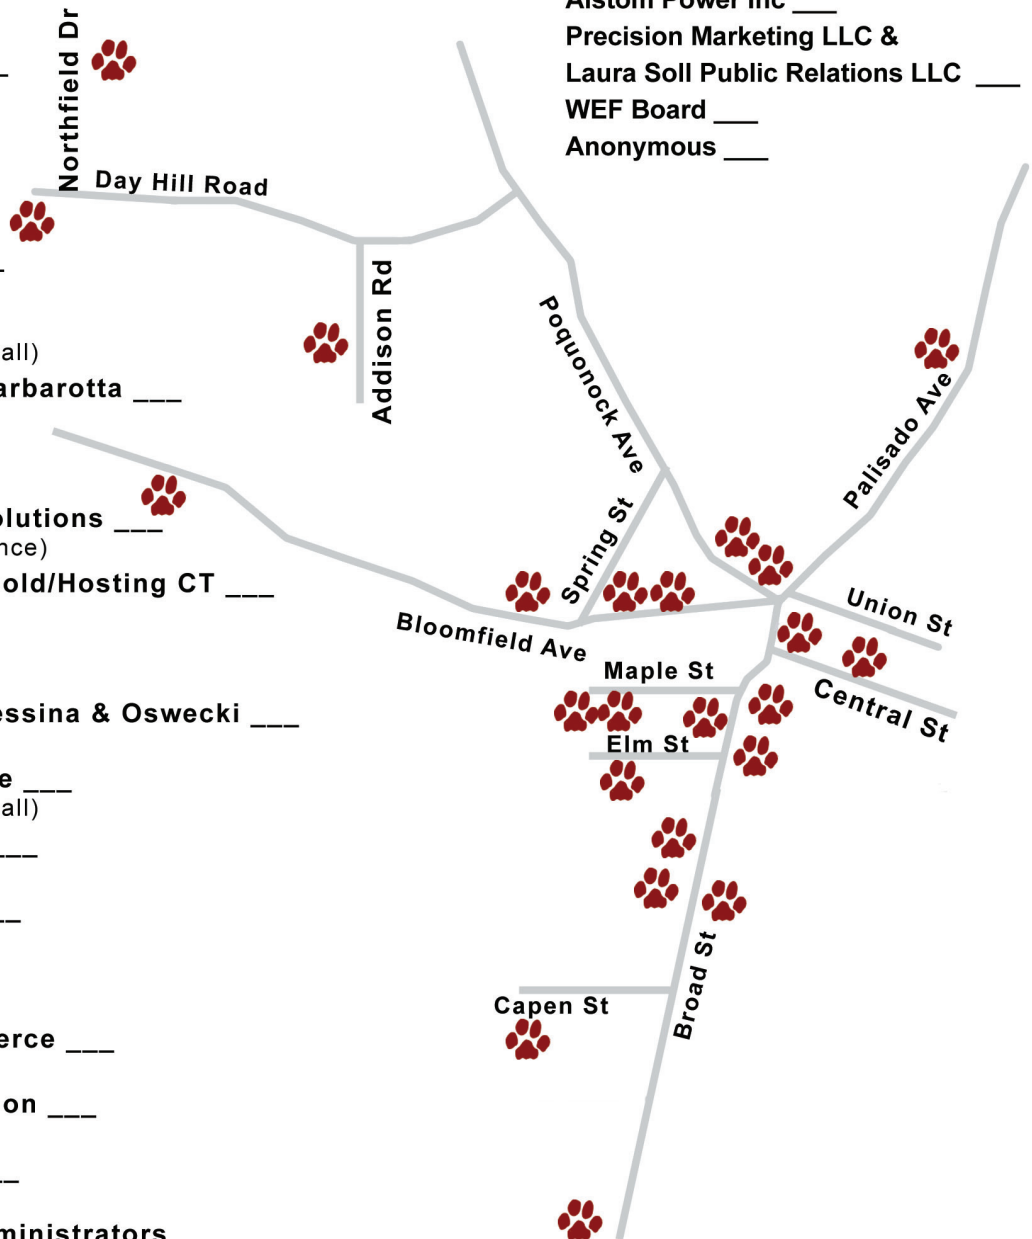 Alstom Power Inc ___
Precision Marketing LLC &
Laura Soll Public Relations LLC ___
WEF Board ___
Anonymous ___
Northfield Dr
Day Hill Road
Addison Rd
Poquonock Ave
Palisado Ave
all)
arbarotta ___
olutions ___
nce)
old/Hosting CT ___
Spring St
Bloomfield Ave
Union St
Maple St
Central St
essina & Oswecki ___
Elm St
e ___
all)
Broad St
Capen St
erce ___
on ___
ministrators